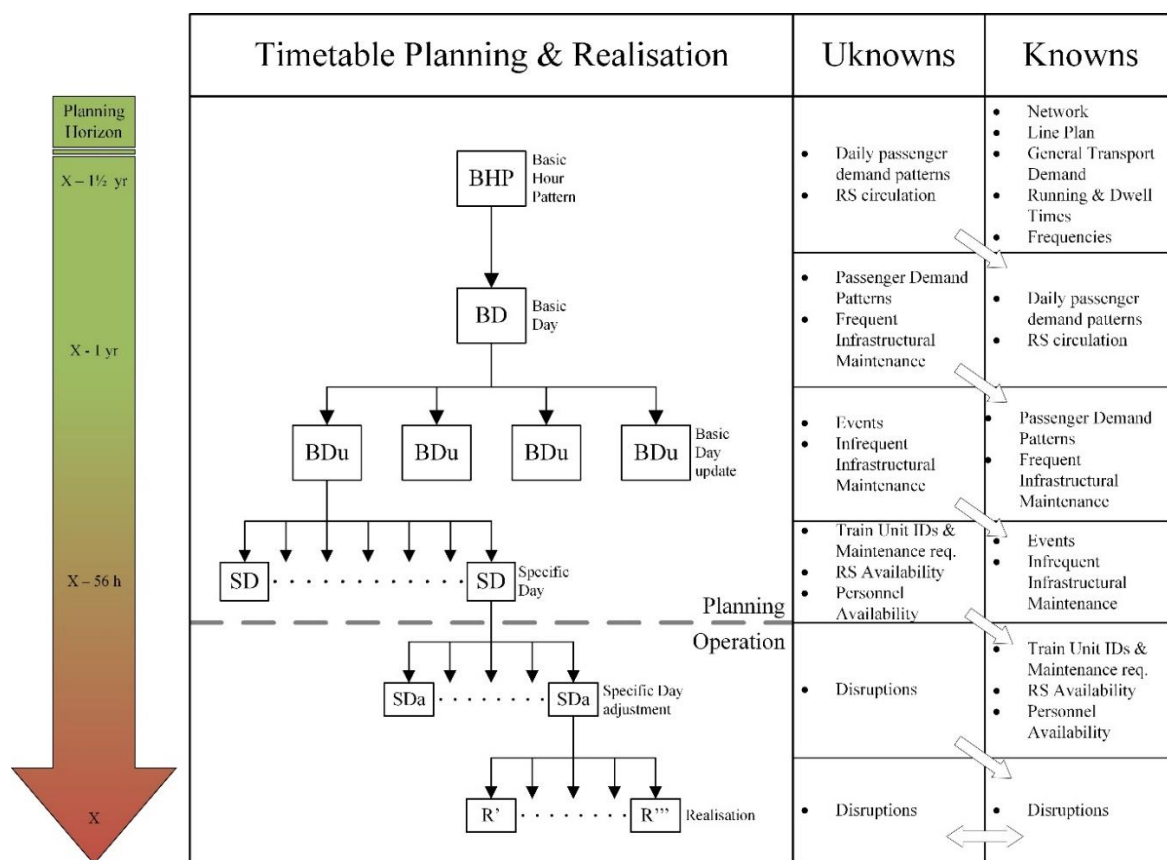 Timetable Planning & Realisation
Uknowns
Knowns
Planning
Horizon
X – 1½ yr
X - 1 yr
X – 56 h
X
BHP
Basic
Hour
Pattern
• Daily passenger
demand patterns
• RS circulation
• Network
• Line Plan
• General Transport
Demand
• Running & Dwell
Times
• Frequencies
BD
Basic
Day
• Passenger Demand
Patterns
• Frequent
Infrastructural
Maintenance
• Daily passenger
demand patterns
• RS circulation
BDu
BDu
BDu
BDu
Basic
Day
update
• Events
• Infrequent
Infrastructural
Maintenance
• Passenger Demand
Patterns
• Frequent
Infrastructural
Maintenance
SD
SD
Specific
Day
Planning
• Train Unit IDs &
Maintenance req.
• RS Availability
• Personnel
Availability
• Events
• Infrequent
Infrastructural
Maintenance
Operation
SDa
SDa
Specific Day
adjustment
• Disruptions
• Train Unit IDs &
Maintenance req.
• RS Availability
• Personnel
Availability
R'
R'''
Realisation
• Disruptions
• Disruptions